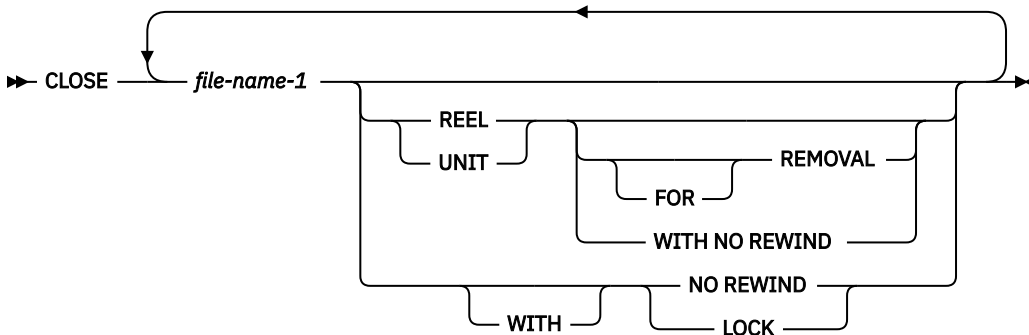 CLOSE file-name-1
REEL
UNIT
REMOVAL
FOR
WITH NO REWIND
NO REWIND
WITH
LOCK